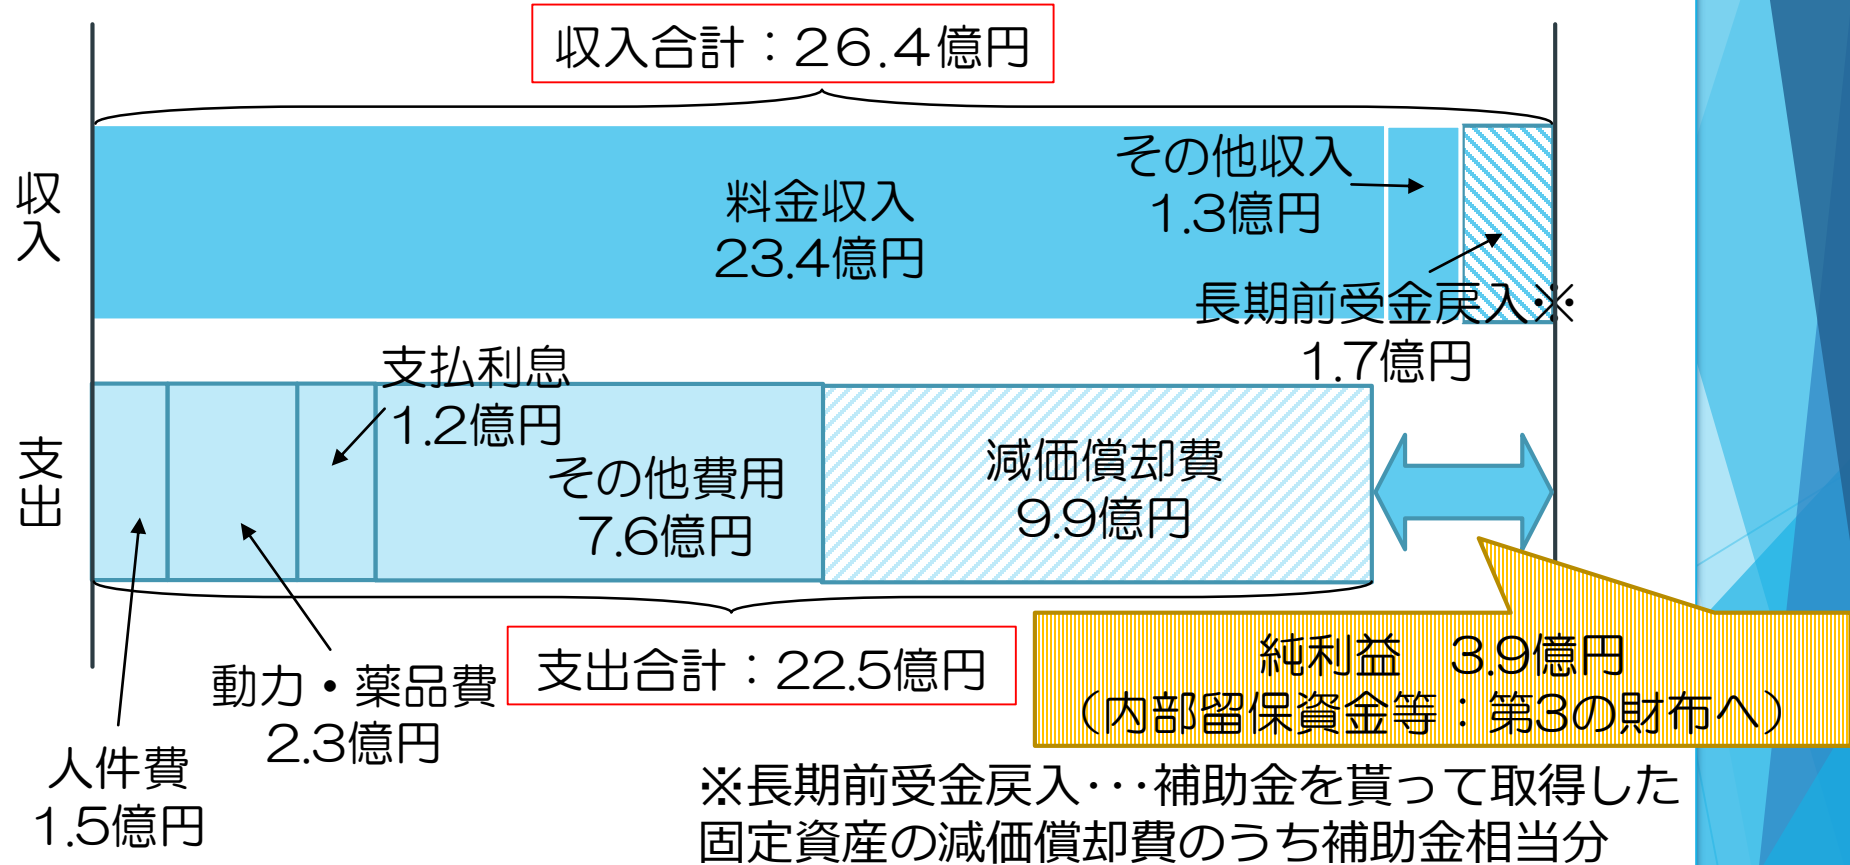 収入合計：26.4億円
収入
料金収入
23.4億円
その他収入
1.3億円
長期前受金戻入※
1.7億円
支出
支払利息
1.2億円
その他費用
7.6億円
減価償却費
9.9億円
支出合計：22.5億円
動力・薬品費
2.3億円
人件費
1.5億円
純利益　3.9億円
（内部留保資金等：第3の財布へ）
※長期前受金戻入･･･補助金を貰って取得した
固定資産の減価償却費のうち補助金相当分